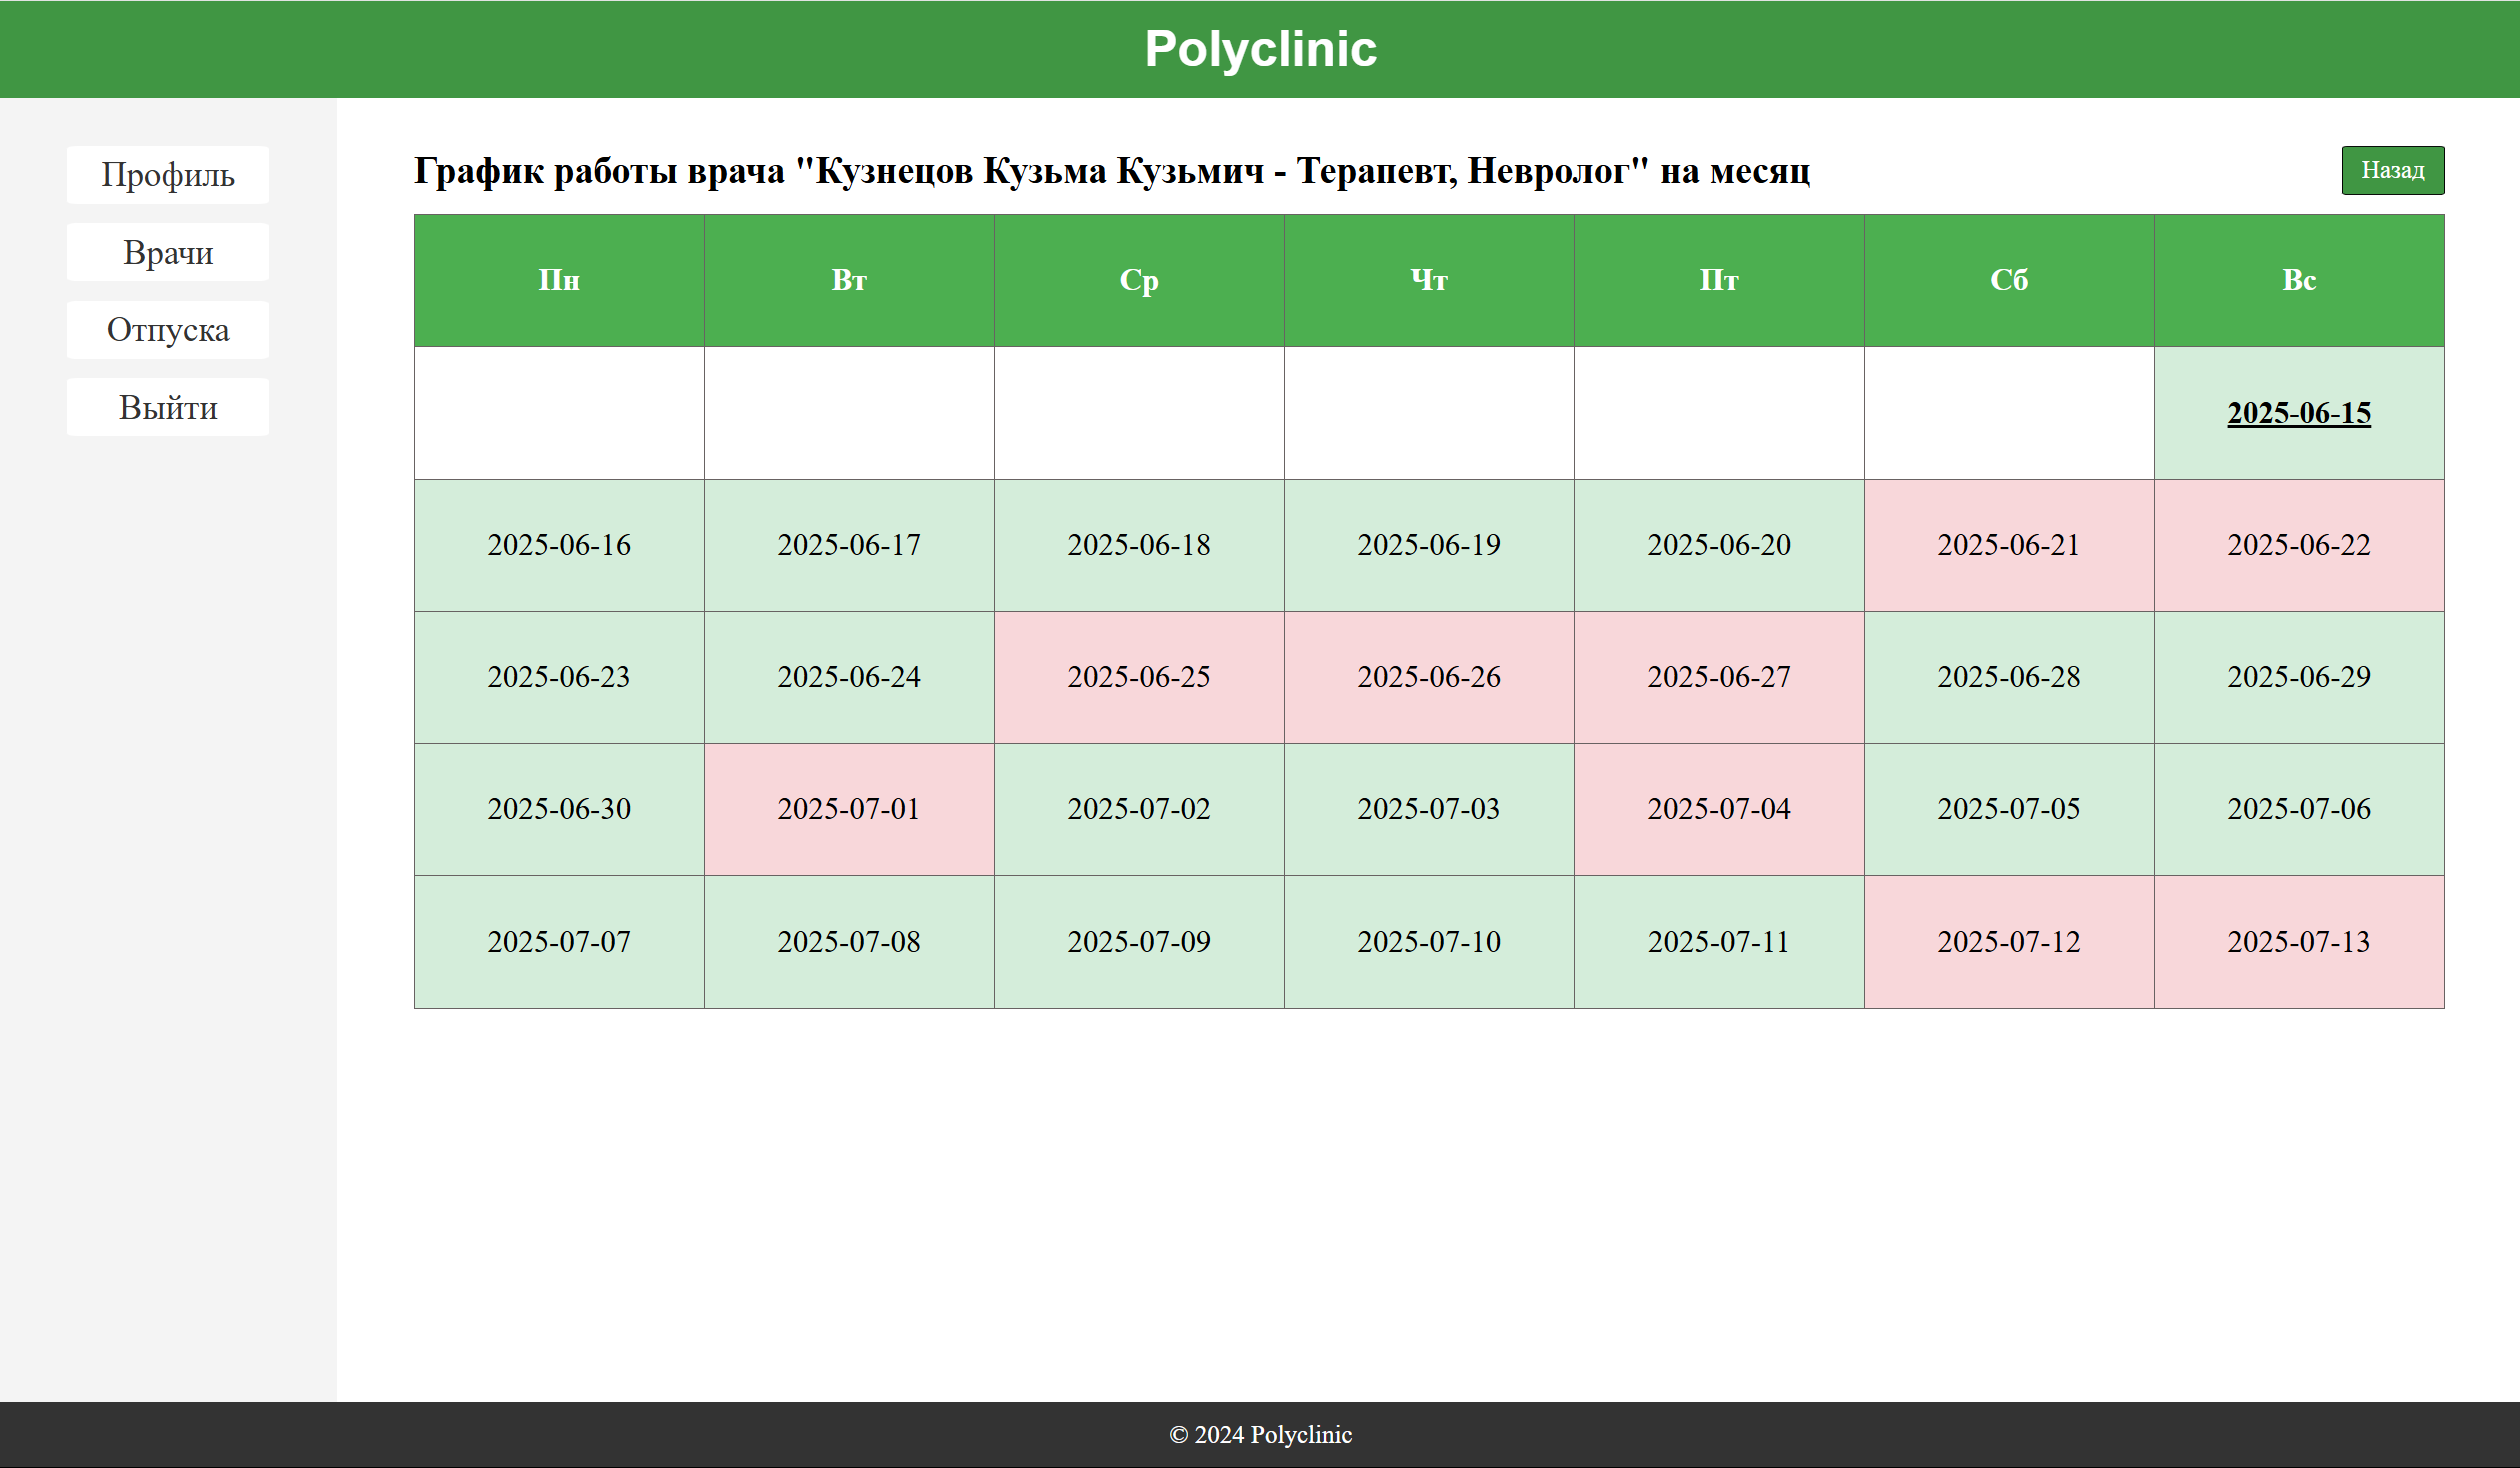 Polyclinic
Профиль
Врачи
Отпуска
Выйти
График работы врача "Кузнецов Кузьма Кузьмич - Терапевт, Невролог" на месяц
Назад
Пн Вт Ср Чт Пт Сб Вс
2025-06-15
2025-06-16 2025-06-17 2025-06-18 2025-06-19 2025-06-20 2025-06-21 2025-06-22
2025-06-23 2025-06-24 2025-06-25 2025-06-26 2025-06-27 2025-06-28 2025-06-29
2025-06-30 2025-07-01 2025-07-02 2025-07-03 2025-07-04 2025-07-05 2025-07-06
2025-07-07 2025-07-08 2025-07-09 2025-07-10 2025-07-11 2025-07-12 2025-07-13
© 2024 Polyclinic